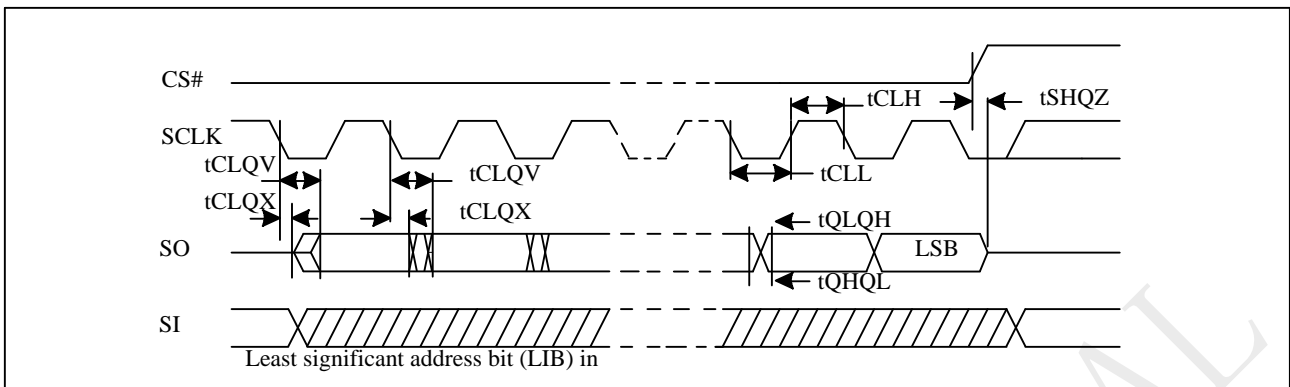 CS#
tCLH
tSHQZ
SCLK
tCLQV
tCLQV
tCLL
tCLQX
tCLQX
tQLQH
SO
LSB
tQHQL
SI
Least significant address bit (LIB) in